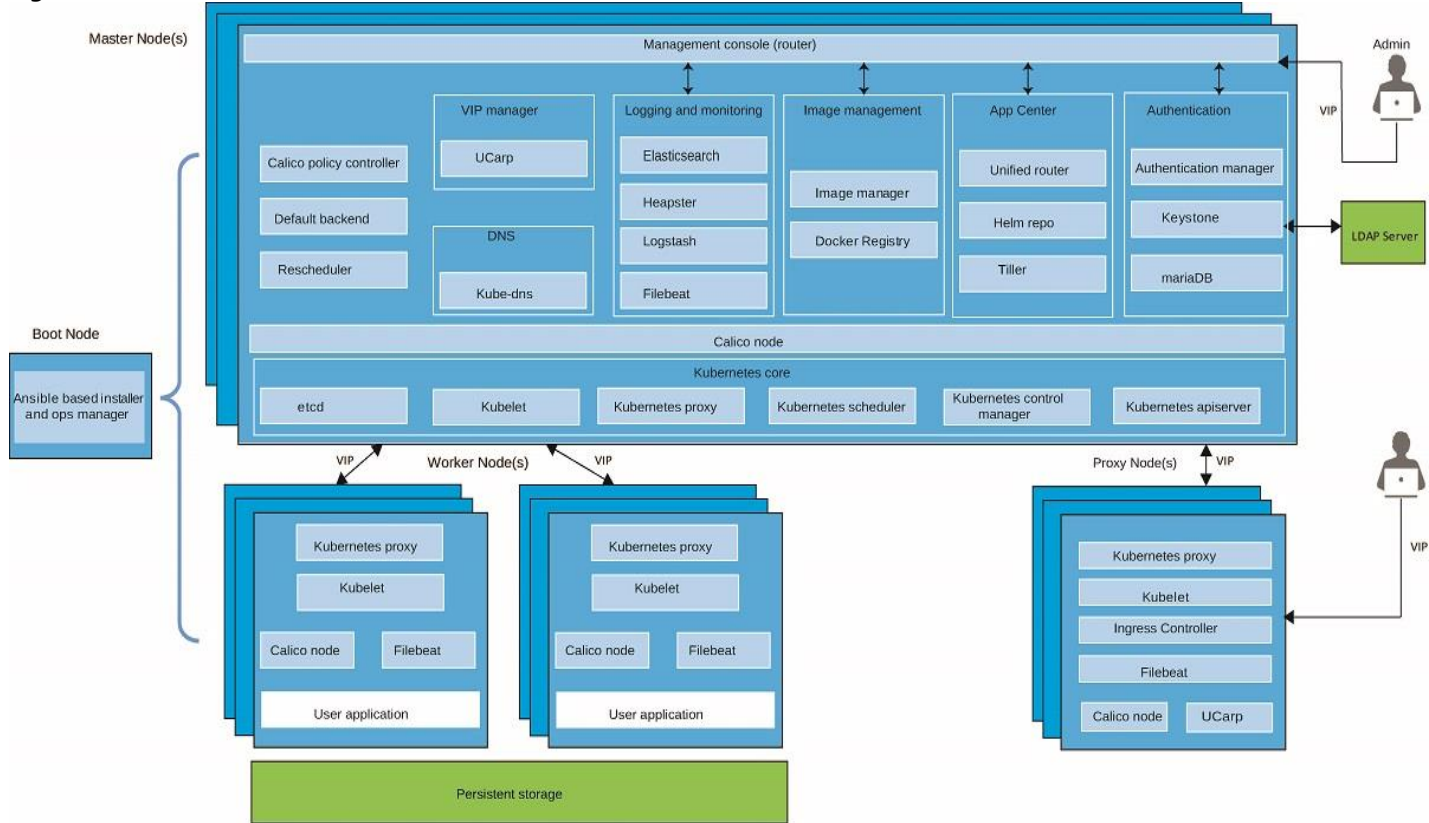 Master Node(s)
Management console (router)
Admin
VIP
VIP manager
UCarp
Logging and monitoring
Elasticsearch
Heapster
Logstash
Filebeat
Image management
Image manager
Docker Registry
App Center
Unified router
Helm repo
Tiller
Authentication
Authentication manager
Keystone
mariaDB
LDAP Server
Calico policy controller
Default backend
Rescheduler
DNS
Kube-dns
Boot Node
Ansible based installer
and ops manager
Calico node
Kubernetes core
etcd
Kubelet
Kubernetes proxy
Kubernetes scheduler
Kubernetes control
manager
Kubernetes apiserver
VIP
Worker Node(s)
VIP
Proxy Node(s)
VIP
Kubernetes proxy
Kubelet
Calico node
Filebeat
User application
Kubernetes proxy
Kubelet
Calico node
Filebeat
User application
Kubernetes proxy
Kubelet
Ingress Controller
Filebeat
Calico node
UCarp
VIP
Persistent storage